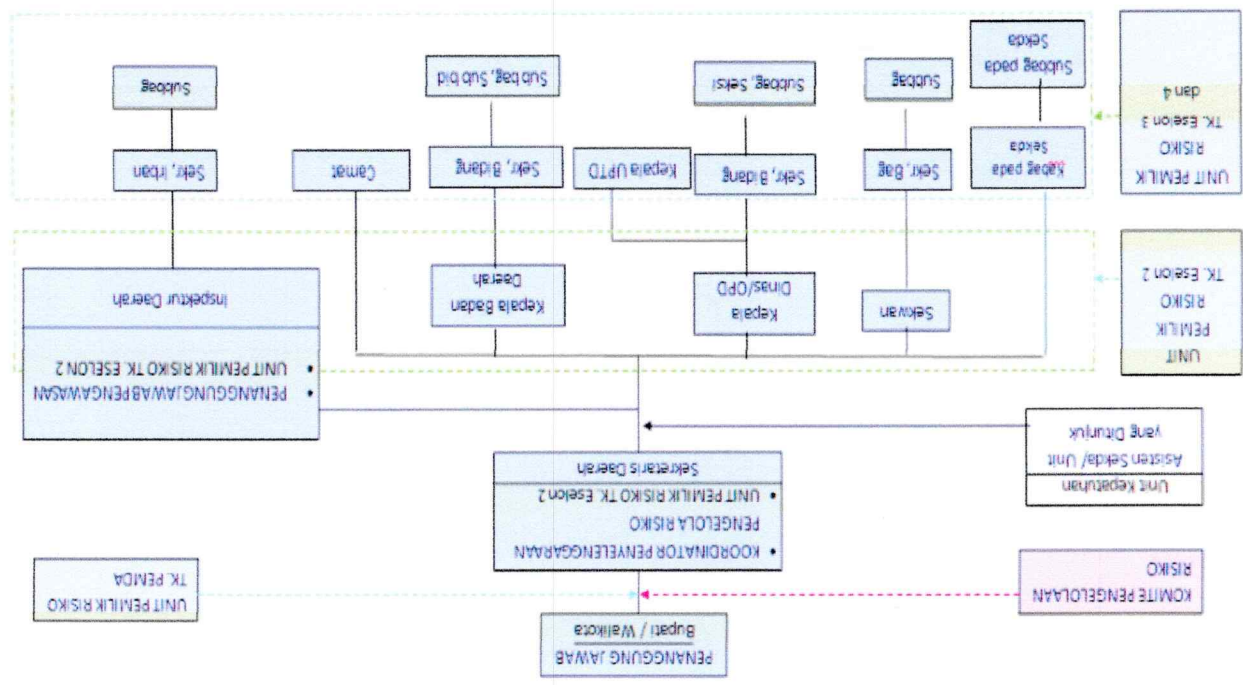 PENANGGUNG JAWAB
Bupati / Walikota
KOMITE PENGELOLAAN
RISIKO
UNIT PEMILIK RISIKO
TK. PEMDA
• KOORDINATOR PENYELENGGARAAN
PENGELOLA RISIKO
• UNIT PEMILIK RISIKO TK. Eselon 2
Sekretaris Daerah
Unit Kepatuhan
Asisten Sekda/ Unit
yang Ditunjuk
• PENANGGUNG JAWAB PENGAWASAN
• UNIT PEMILIK RISIKO TK. ESELON 2
Inspektur Daerah
UNIT
PEMILIK
RISIKO
TK. Eselon 2
Sekwan
Kepala
Dinas/OPD
Kepala Badan
Daerah
UNIT PEMILIK
RISIKO
TK. Eselon 3
dan 4
Kabag pada
Sekda
Sekr, Bag
Sekr, Bidang
Kepala UPTD
Sekr, Bidang
Camat
Sekr, Irban
Subbag pada
Sekda
Subbag
Subbag, Seksi
Sub bag, Sub bid
Subbag